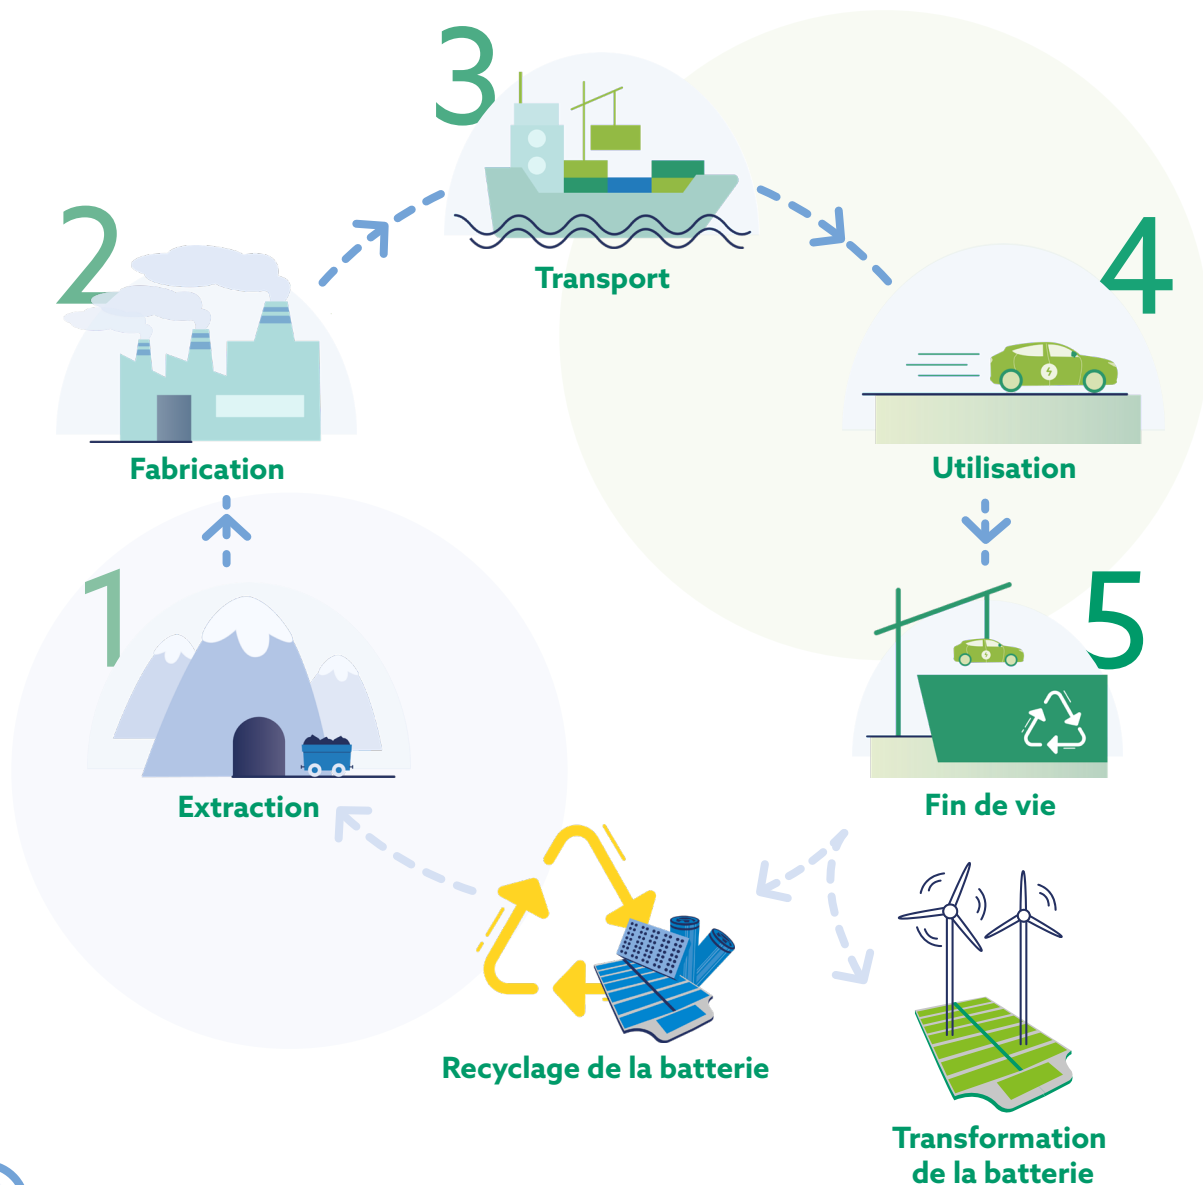 1
Extraction
2
Fabrication
3
Transport
4
Utilisation
5
Fin de vie
Recyclage de la batterie
Transformation
de la batterie